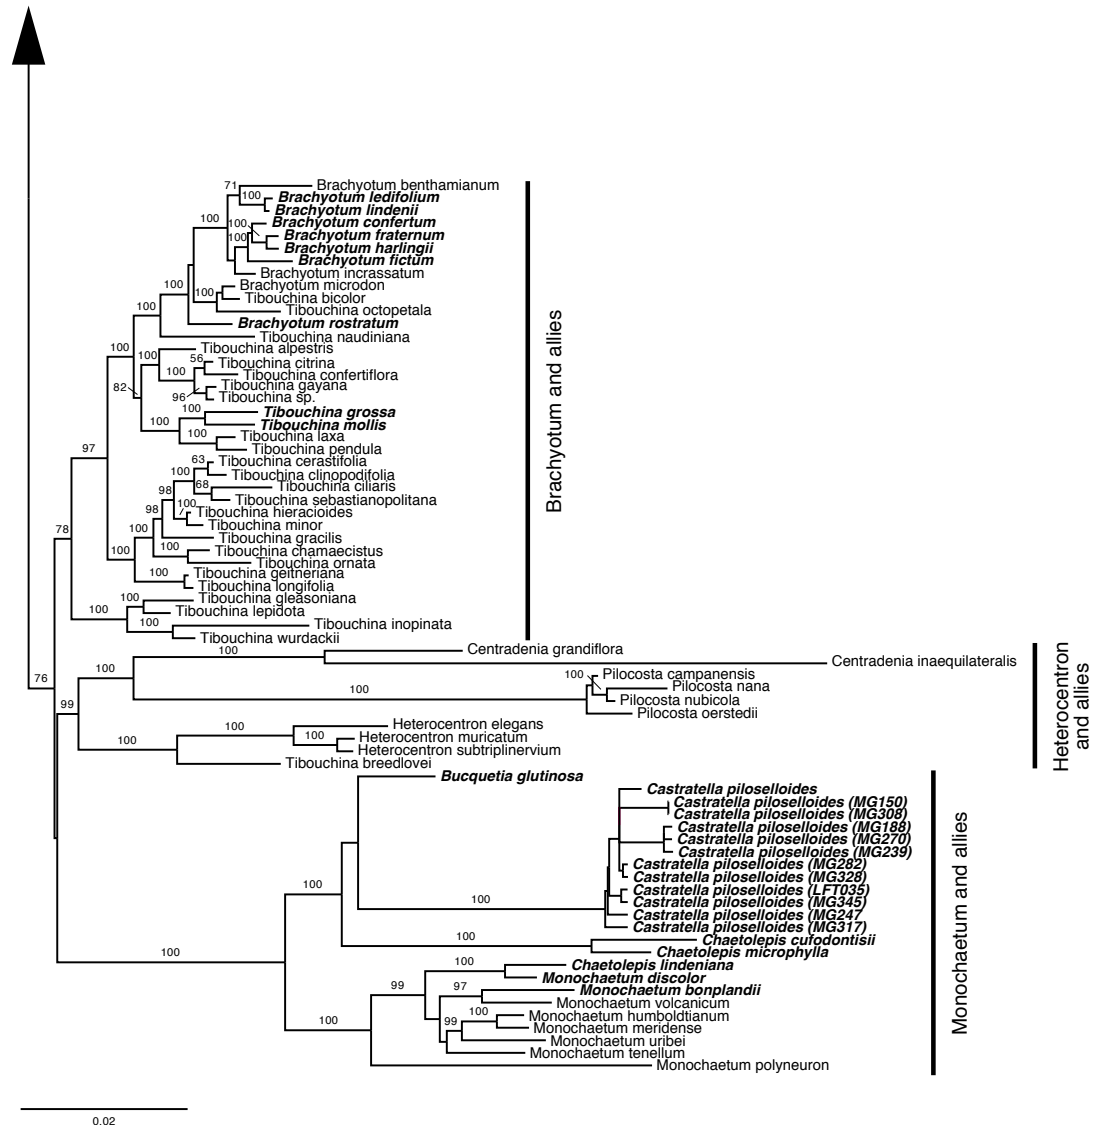 71
Brachyotum benthamianum
100
Brachyotum ledifolium
Brachyotum lindenii
100
100
Brachyotum confertum
Brachyotum fraternum
100
Brachyotum harlingii
Brachyotum fictum
Brachyotum incrassatum
100
Brachyotum microdon
100
Tibouchina bicolor
Tibouchina octopetala
100
Brachyotum rostratum
Tibouchina naudiniana
100
Tibouchina alpestris
100
56
Tibouchina citrina
100
Tibouchina confertiflora
82
Tibouchina gayana
96
Tibouchina sp.
100
Tibouchina grossa
100
Tibouchina mollis
100
Tibouchina laxa
97
Tibouchina pendula
63
Tibouchina cerastifolia
100
Tibouchina clinopodifolia
68
Tibouchina ciliaris
98
Tibouchina sebastianopolitana
98
100
Tibouchina hieracioides
Tibouchina minor
78
100
Tibouchina gracilis
100
100
Tibouchina chamaecistus
Tibouchina ornata
100
Tibouchina geitneriana
Tibouchina longifolia
100
Tibouchina gleasoniana
100
Tibouchina lepidota
100
Tibouchina inopinata
Tibouchina wurdackii
Brachyotum and allies
100
Centradenia grandiflora
Centradenia inaequilateralis
76
100
100
Pilocosta campanensis
Pilocosta nana
100
Pilocosta nubicola
99
Pilocosta oerstedii
100
Heterocentron elegans
100
100
Heterocentron muricatum
Heterocentron subtriplinervium
Tibouchina breedlovei
Heterocentron
and allies
Bucquetia glutinosa
Castratella piloselloides
Castratella piloselloides (MG150)
Castratella piloselloides (MG308)
Castratella piloselloides (MG188)
Castratella piloselloides (MG270)
Castratella piloselloides (MG239)
Castratella piloselloides (MG282)
Castratella piloselloides (MG328)
100
100
Castratella piloselloides (LFT035)
Castratella piloselloides (MG345)
Castratella piloselloides (MG247
Castratella piloselloides (MG317)
100
Chaetolepis cufodontisii
Chaetolepis microphylla
100
100
Chaetolepis lindeniana
Monochaetum discolor
99
97
Monochaetum bonplandii
Monochaetum volcanicum
100
Monochaetum humboldtianum
100
99
Monochaetum meridense
Monochaetum uribei
Monochaetum tenellum
Monochaetum polyneuron
Monochaetum and allies
0.02